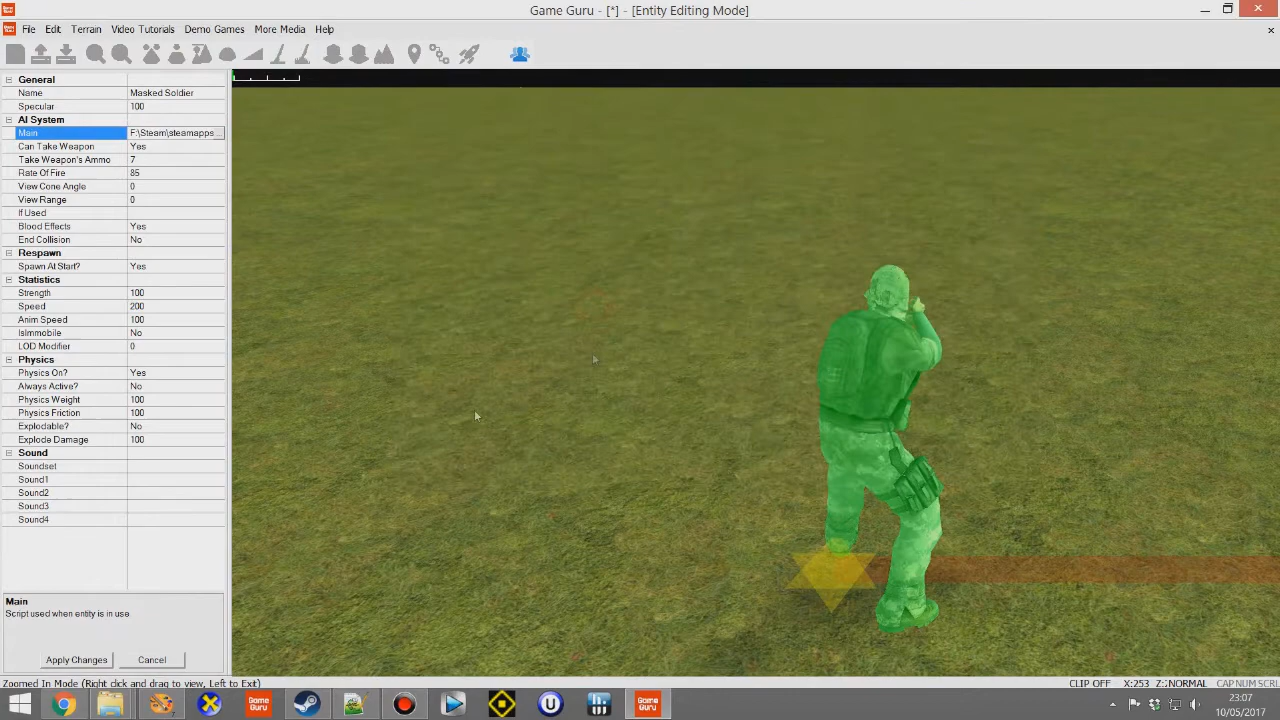 Game Guru - [*] - [Entity Editing Mode]
File Edit Terrain Video Tutorials Demo Games More Media Help
General
Name Masked Soldier
Specular 100
AI System
Main F:\Steam\steamapps ...
Can Take Weapon Yes
Take Weapon's Ammo 7
Rate Of Fire 85
View Cone Angle 0
View Range 0
If Used
Blood Effects Yes
End Collision No
Respawn
Spawn At Start? Yes
Statistics
Strength 100
Speed 200
Anim Speed 100
IsImmobile No
LOD Modifier 0
Physics
Physics On? Yes
Always Active? No
Physics Weight 100
Physics Friction 100
Explodable? No
Explode Damage 100
Sound
Soundset
Sound1
Sound2
Sound3
Sound4
Main
Script used when entity is in use
Apply Changes Cancel
Zoomed In Mode (Right click and drag to view, Left to Exit)
CLIP OFF X:253 Z:NORMAL CAP NUM SCRL
Game Guru
Game Guru
23:07
10/05/2017